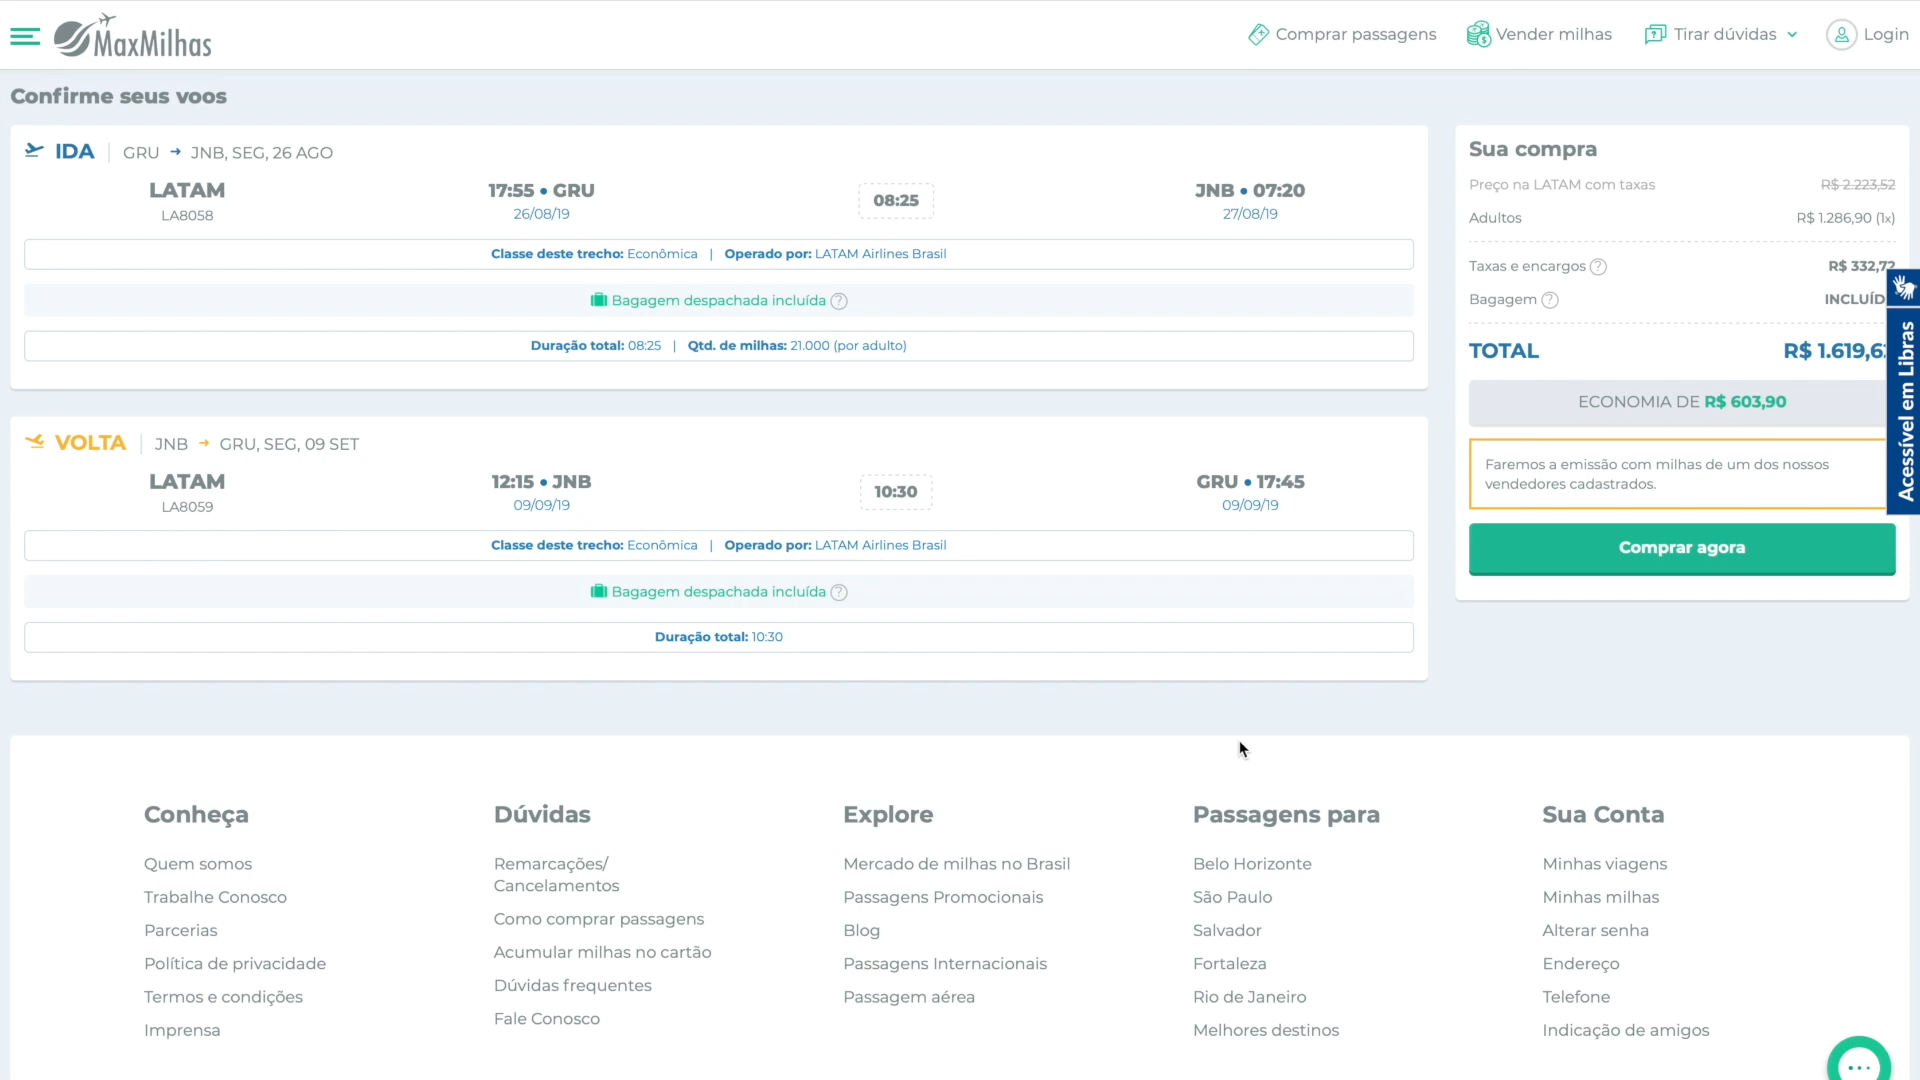 MaxMilhas
Comprar passagens
Vender milhas
Tirar dúvidas
Login
Confirme seus voos
IDA
GRU → JNB, SEG, 26 AGO
LATAM
LA8058
17:55 • GRU
26/08/19
08:25
JNB • 07:20
27/08/19
Classe deste trecho: Econômica | Operado por: LATAM Airlines Brasil
Bagagem despachada incluída ?
Duração total: 08:25 | Qtd. de milhas: 21.000 (por adulto)
VOLTA
JNB → GRU, SEG, 09 SET
LATAM
LA8059
12:15 • JNB
09/09/19
10:30
GRU • 17:45
09/09/19
Classe deste trecho: Econômica | Operado por: LATAM Airlines Brasil
Bagagem despachada incluída ?
Duração total: 10:30
Sua compra
Preço na LATAM com taxas R$ 2.223,52
Adultos R$ 1.286,90 (1x)
Taxas e encargos ? R$ 332,72
Bagagem ? INCLUÍD
TOTAL R$ 1.619,6
ECONOMIA DE R$ 603,90
Faremos a emissão com milhas de um dos nossos
vendedores cadastrados.
Comprar agora
Acessível em Libras
Conheça
Quem somos
Trabalhe Conosco
Parcerias
Política de privacidade
Termos e condições
Imprensa
Dúvidas
Remarcações/
Cancelamentos
Como comprar passagens
Acumular milhas no cartão
Dúvidas frequentes
Fale Conosco
Explore
Mercado de milhas no Brasil
Passagens Promocionais
Blog
Passagens Internacionais
Passagem aérea
Passagens para
Belo Horizonte
São Paulo
Salvador
Fortaleza
Rio de Janeiro
Melhores destinos
Sua Conta
Minhas viagens
Minhas milhas
Alterar senha
Endereço
Telefone
Indicação de amigos